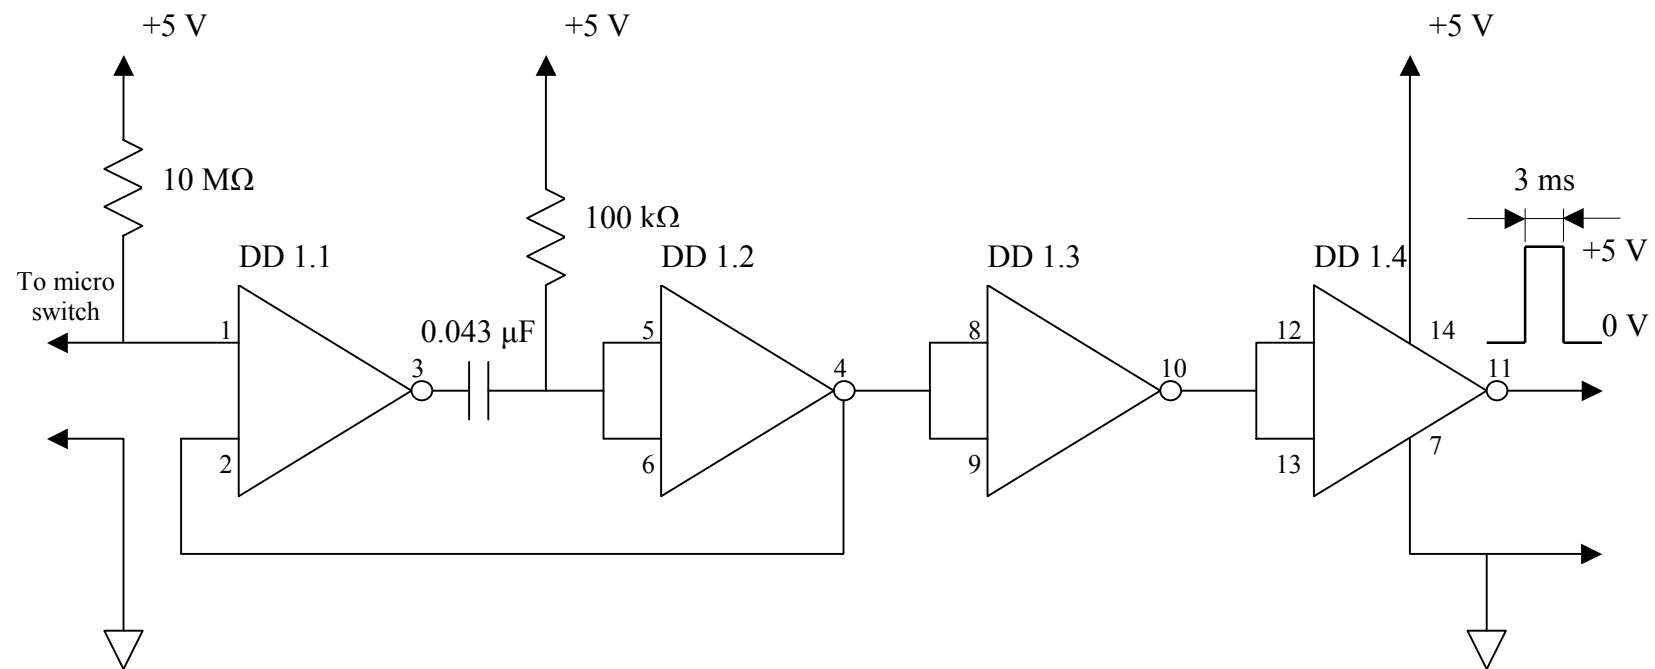 +5 V
+5 V
+5 V
10 MΩ
100 kΩ
3 ms
+5 V
0 V
DD 1.1
DD 1.2
DD 1.3
DD 1.4
To micro
switch
0.043 μF
1
2
3
5
6
4
8
9
10
12
13
14
7
11